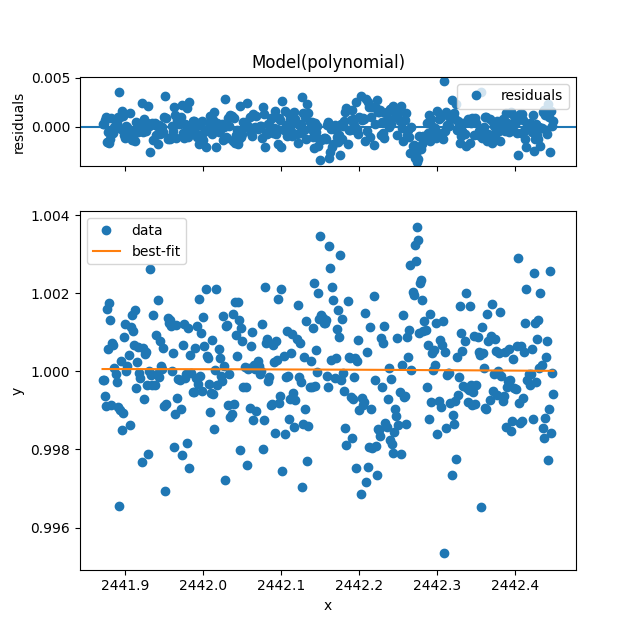 Model(polynomial)
0.005
0.000
residuals
residuals
1.004
1.002
1.000
0.998
0.996
y
data
best-fit
2441.9 2442.0 2442.1 2442.2 2442.3 2442.4
x